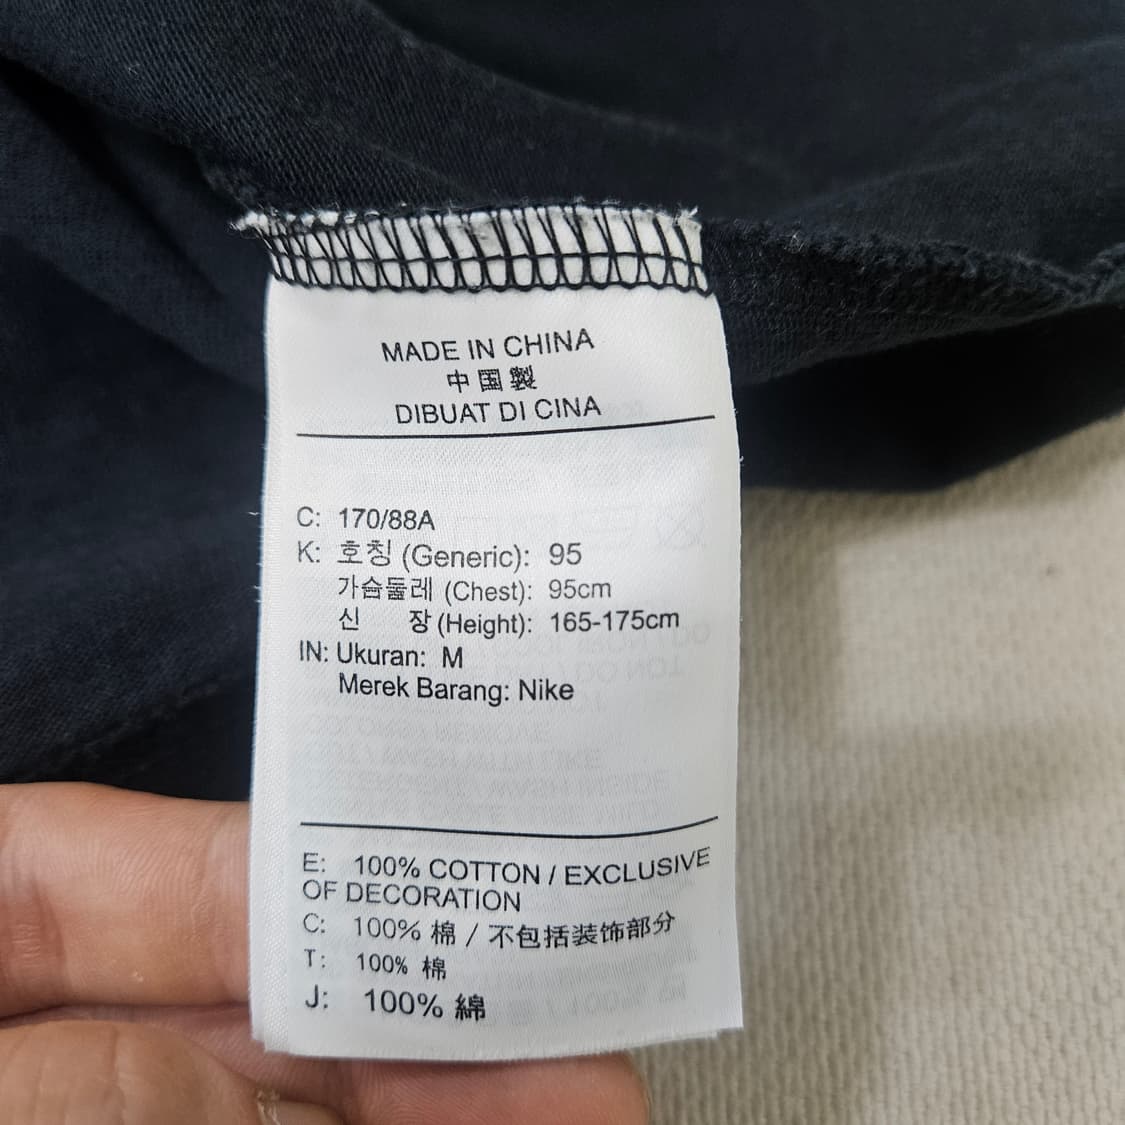 MADE IN CHINA
中国製
DIBUAT DI CINA
C: 170/88A
K: 호칭 (Generic): 95
가슴둘레 (Chest): 95cm
신 장 (Height): 165-175cm
IN: Ukuran: M
Merek Barang: Nike
E: 100% COTTON / EXCLUSIVE
OF DECORATION
C: 100% 棉 / 不包括装饰部分
T: 100% 棉
J: 100% 綿